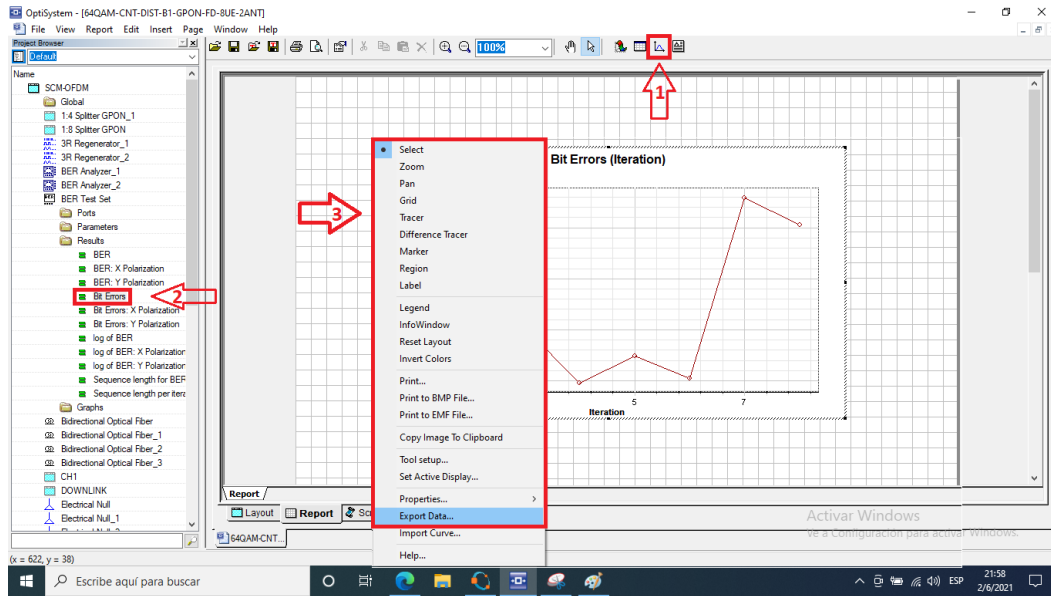 OptiSystem - [64QAM-CNT-DIST-B1-GPON-FD-8UE-2ANT]
File View Report Edit Insert Page Window Help
Project Browser
100%
Default
1
Name
SCM-OFDM
Global
1:4 Splitter GPON_1
1:8 Splitter GPON
3R Regenerator_1
3R Regenerator_2
BER Analyzer_1
BER Analyzer_2
BER Test Set
Ports
Parameters
Results
BER
BER: X Polarization
BER: Y Polarization
Bit Errors
2
Bit Errors: X Polarization
Bit Errors: Y Polarization
log of BER
log of BER: X Polarization
log of BER: Y Polarization
Sequence length for BER
Sequence length per itera
Graphs
Bidirectional Optical Fiber
Bidirectional Optical Fiber_1
Bidirectional Optical Fiber_2
Bidirectional Optical Fiber_3
CH1
DOWNLINK
Electrical Null
Electrical Null_1
3
Select
Zoom
Pan
Grid
Tracer
Difference Tracer
Marker
Region
Label
Legend
InfoWindow
Reset Layout
Invert Colors
Print...
Print to BMP File...
Print to EMF File...
Copy Image To Clipboard
Tool setup...
Set Active Display...
Properties...
Export Data...
Import Curve...
Help...
Bit Errors (Iteration)
5 7
Iteration
Report
Layout Report Sc
64QAM-CNT...
Activar Windows
Ve a Configuración para activar Windows.
(x = 622, y = 38)
Escribe aquí para buscar
ESP
21:58
2/6/2021